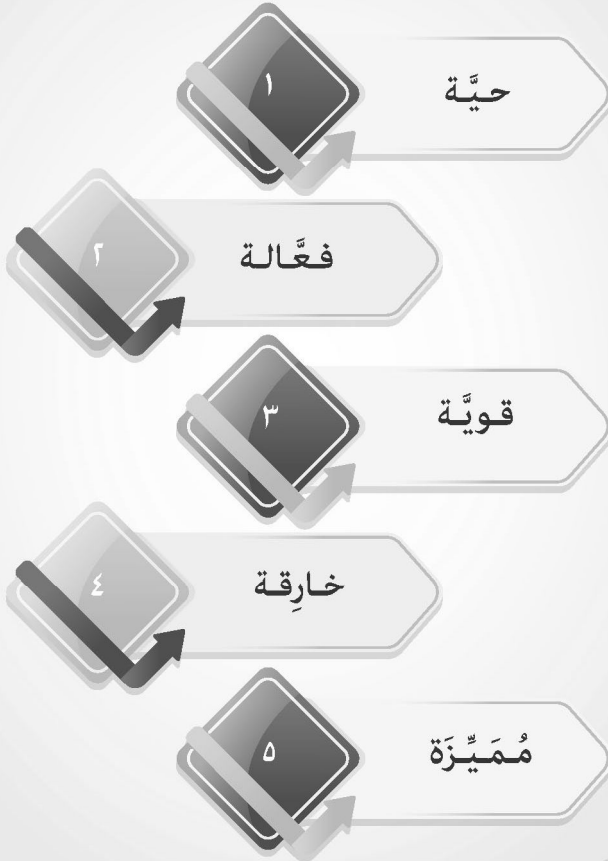 ١ حيَّة
٢ فعَّالة
٣ قويَّة
٤ خارِقة
٥ مُمَيِّزَة